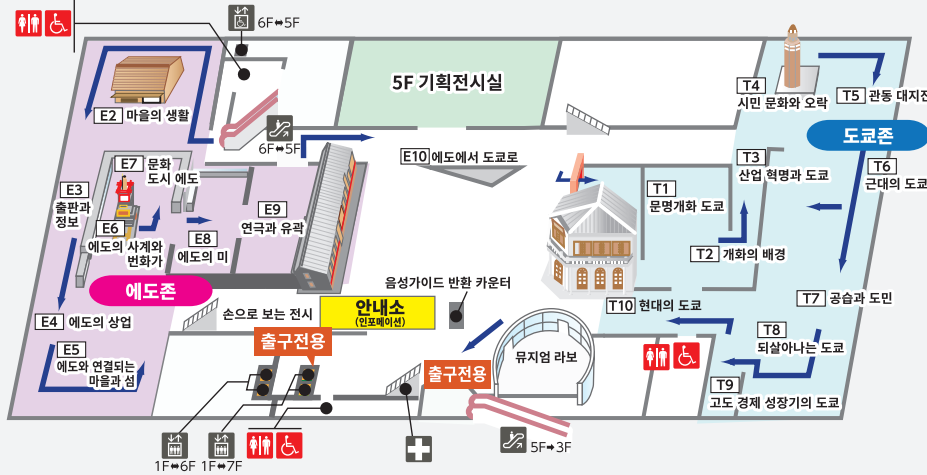 6F⬌5F
5F 기획전시실
T4
시민 문화와 오락
T5 관동 대지진
도쿄존
E2 마을의 생활
6F⬌5F
E10 에도에서 도쿄로
T3
산업 혁명과 도쿄
T6
근대의 도쿄
E7 문화
도시 에도
E3
출판과
정보
E9
연극과 유곽
T1
문명개화 도쿄
E6
에도의 사계와
번화가
E8
에도의 미
T2 개화의 배경
에도존
음성가이드 반환 카운터
T7 공습과 도민
E4 에도의 상업
손으로 보는 전시
안내소
(인포메이션)
T10 현대의 도쿄
T8
되살아나는 도쿄
출구전용
E5
에도와 연결되는
마을과 섬
뮤지엄 라보
출구전용
T9
고도 경제 성장기의 도쿄
5F➡3F
1F⬌6F
1F⬌7F